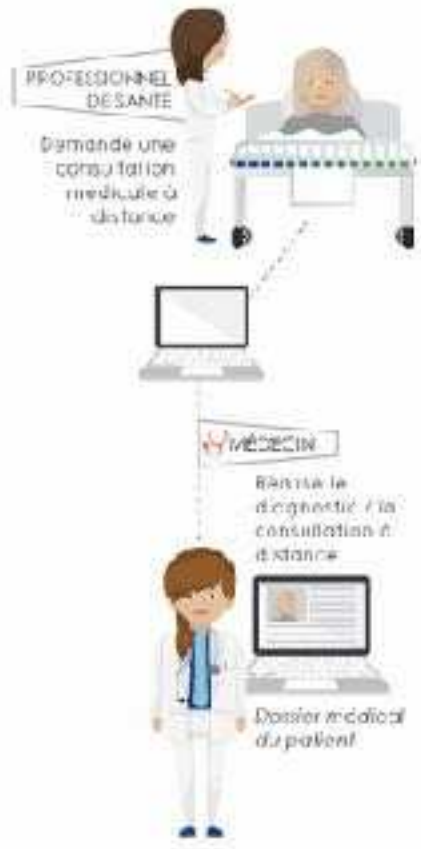 PROFESSIONNEL
DE SANTE
Demande une
consultation
médicale à
distance
MÉDECIN
Réalise le
diagnostic / la
consultation à
distance
Dossier médical
du patient